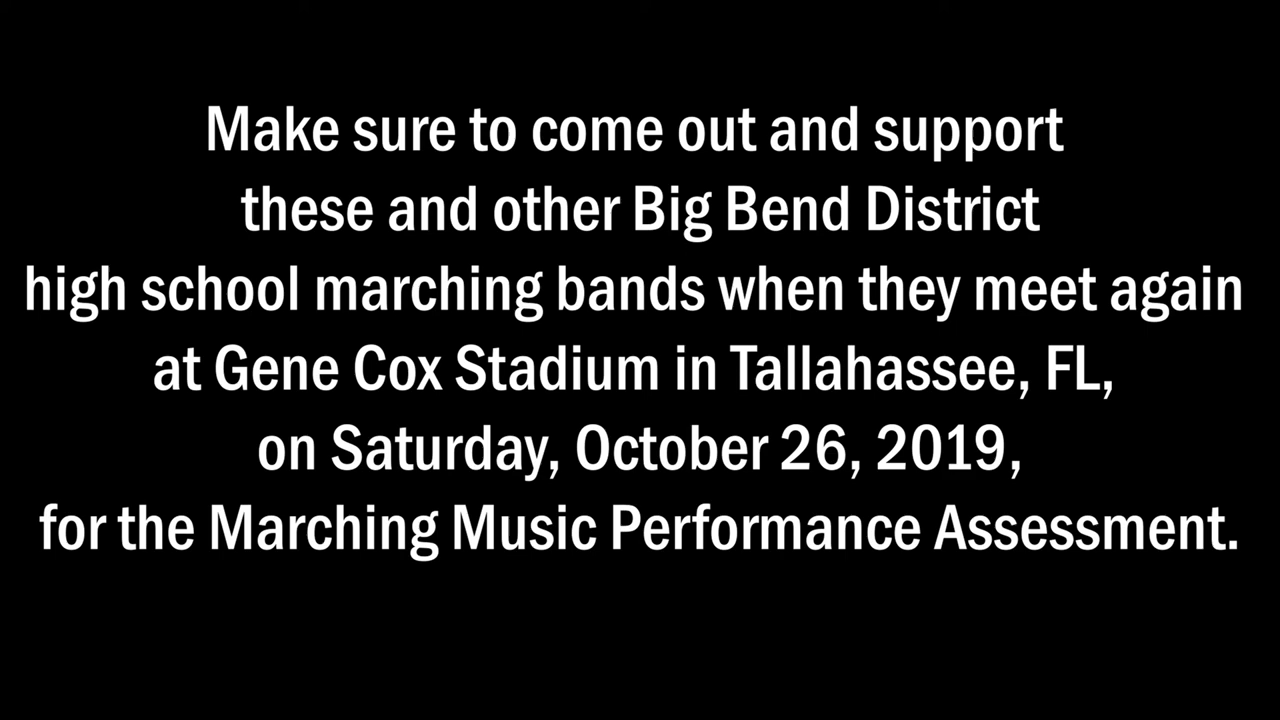 Make sure to come out and support
these and other Big Bend District
high school marching bands when they meet again
at Gene Cox Stadium in Tallahassee, FL,
on Saturday, October 26, 2019,
for the Marching Music Performance Assessment.